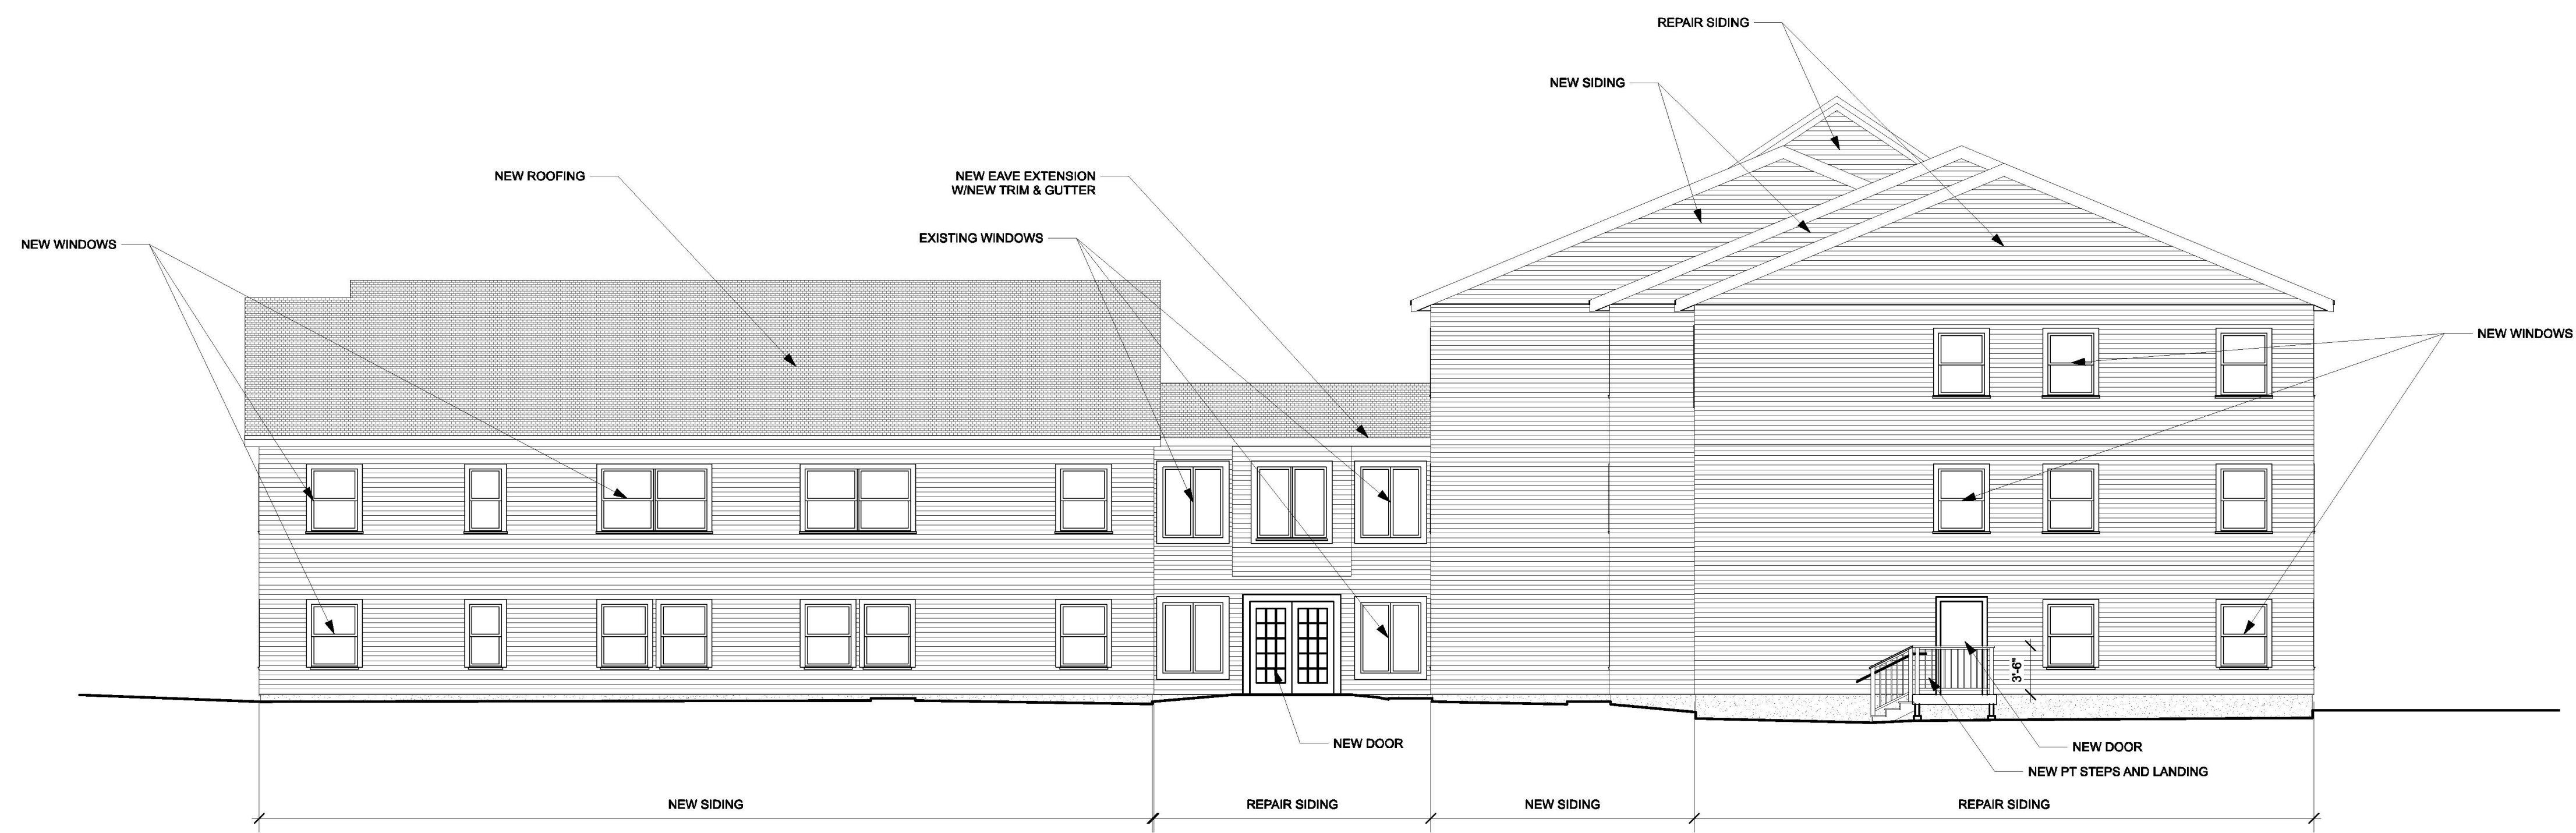 REPAIR SIDING
NEW SIDING
NEW ROOFING
NEW EAVE EXTENSION
W/NEW TRIM & GUTTER
EXISTING WINDOWS
NEW WINDOWS
NEW WINDOWS
3'-6"
NEW DOOR
NEW DOOR
NEW PT STEPS AND LANDING
NEW SIDING
REPAIR SIDING
NEW SIDING
REPAIR SIDING